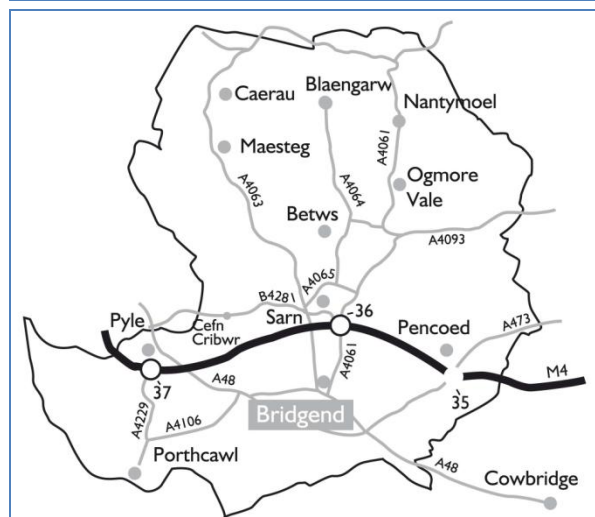 Caerau
Blaengarw
Nantymoel
Maesteg
A4061
A4063
A4064
Ogmore
Vale
Betws
A4093
A4065
B4281
Sarn
36
Pyle
Cefn
Cribwr
Pencoed
A473
A4061
M4
37
A48
35
A4229
A4106
Bridgend
Porthcawl
A48
Cowbridge